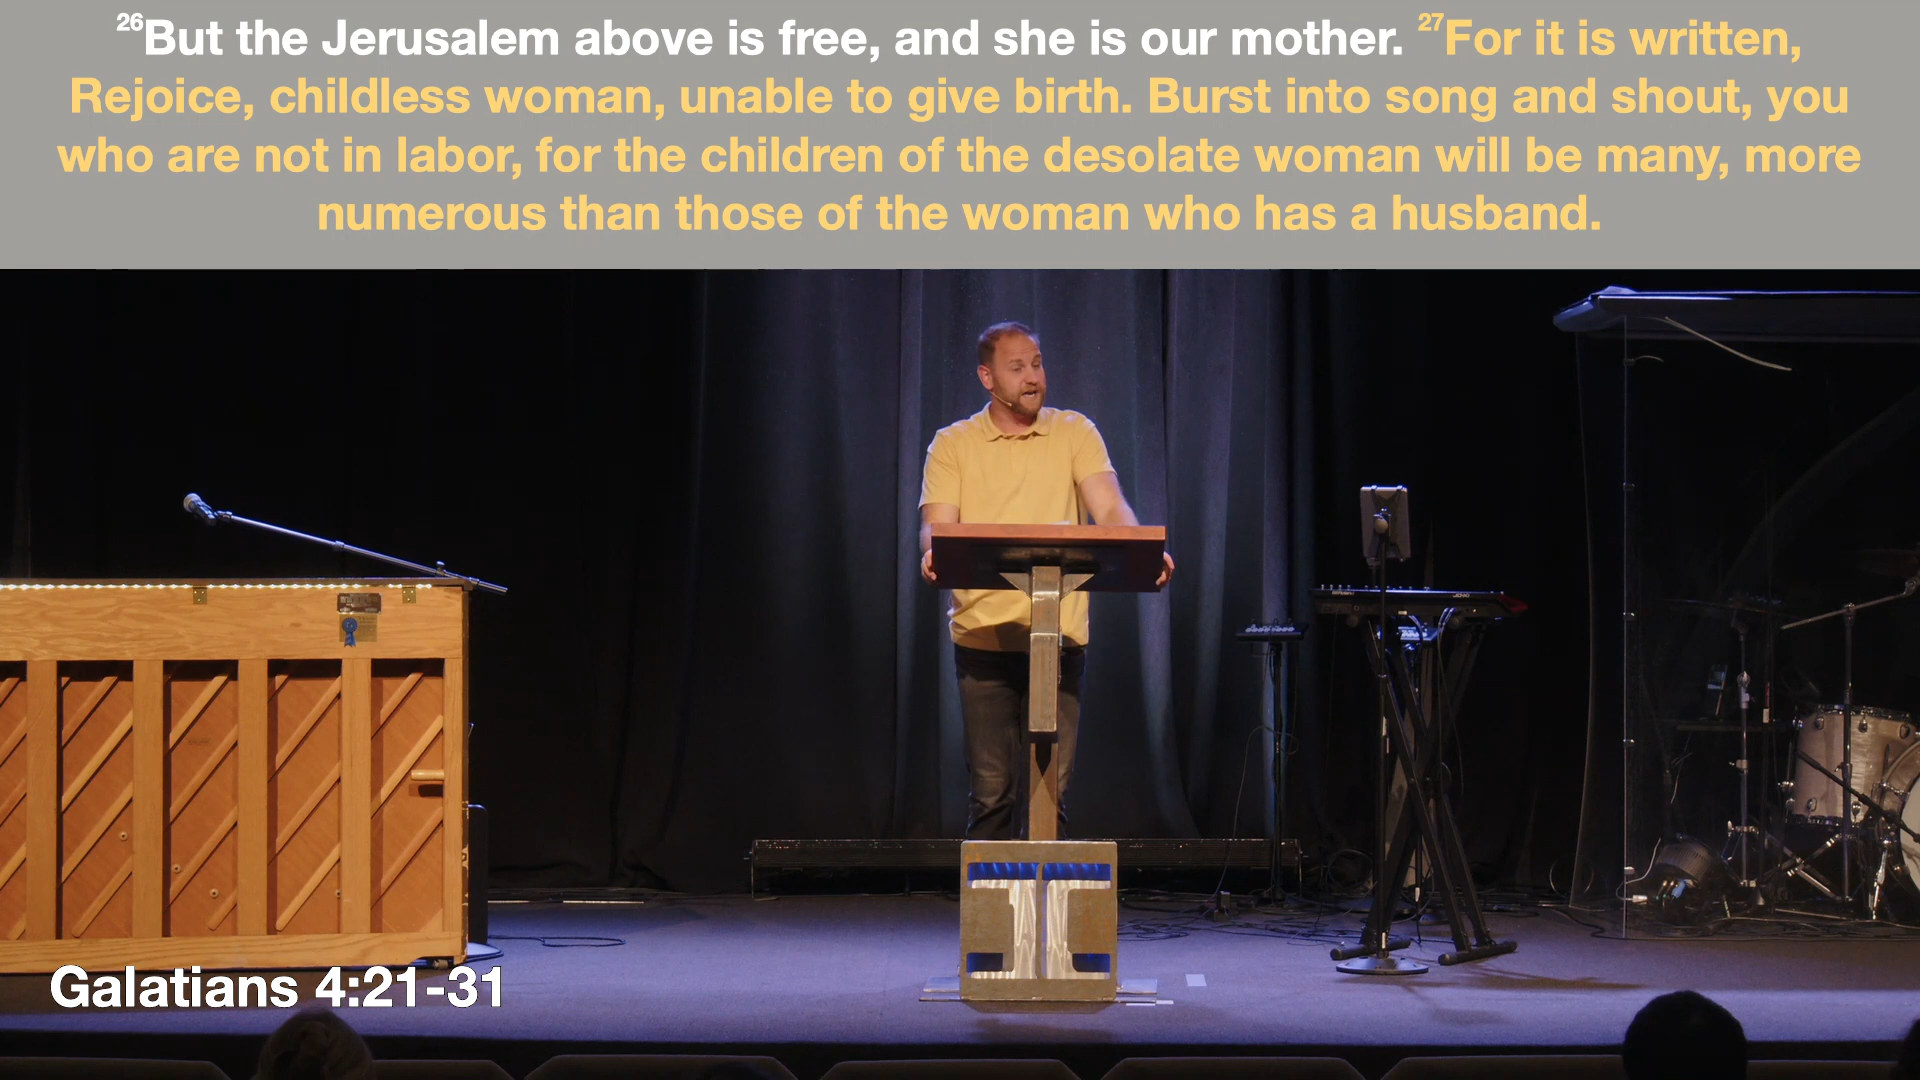 ²⁶But the Jerusalem above is free, and she is our mother. ²⁷For it is written,
Rejoice, childless woman, unable to give birth. Burst into song and shout, you
who are not in labor, for the children of the desolate woman will be many, more
numerous than those of the woman who has a husband.
Galatians 4:21-31